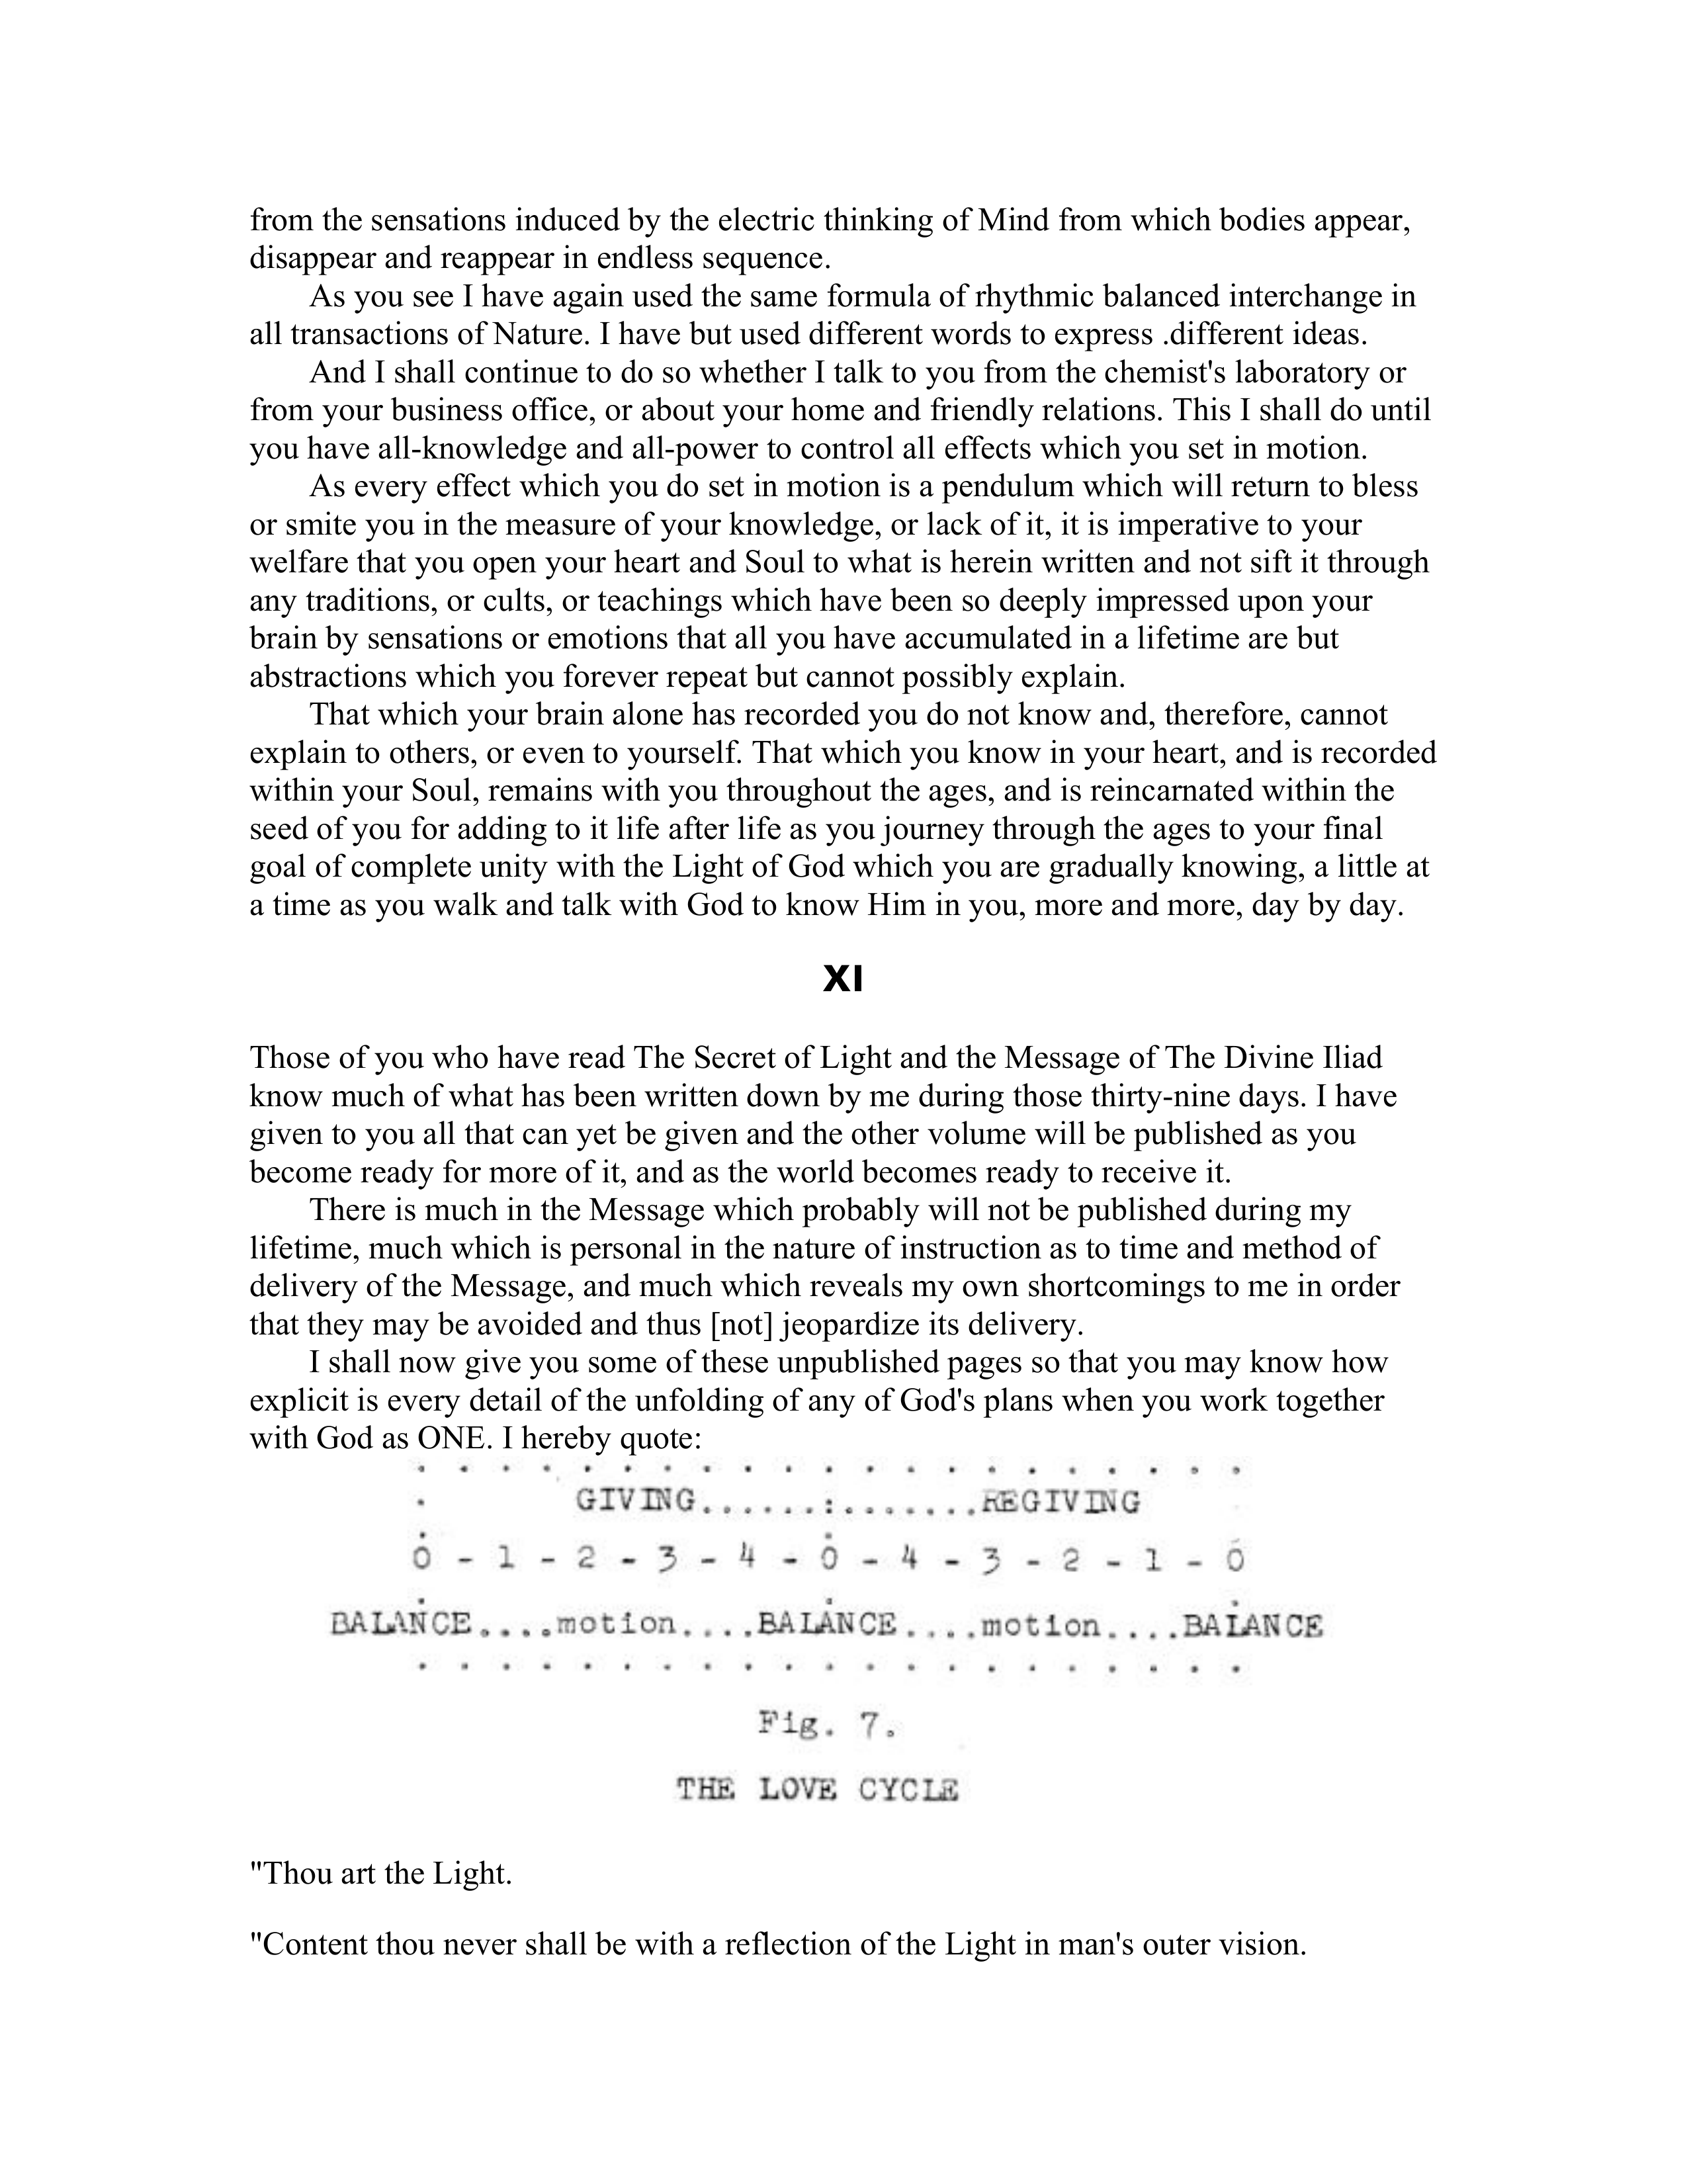 from the sensations induced by the electric thinking of Mind from which bodies appear,
disappear and reappear in endless sequence.
As you see I have again used the same formula of rhythmic balanced interchange in
all transactions of Nature. I have but used different words to express .different ideas.
And I shall continue to do so whether I talk to you from the chemist's laboratory or
from your business office, or about your home and friendly relations. This I shall do until
you have all-knowledge and all-power to control all effects which you set in motion.
As every effect which you do set in motion is a pendulum which will return to bless
or smite you in the measure of your knowledge, or lack of it, it is imperative to your
welfare that you open your heart and Soul to what is herein written and not sift it through
any traditions, or cults, or teachings which have been so deeply impressed upon your
brain by sensations or emotions that all you have accumulated in a lifetime are but
abstractions which you forever repeat but cannot possibly explain.
That which your brain alone has recorded you do not know and, therefore, cannot
explain to others, or even to yourself. That which you know in your heart, and is recorded
within your Soul, remains with you throughout the ages, and is reincarnated within the
seed of you for adding to it life after life as you journey through the ages to your final
goal of complete unity with the Light of God which you are gradually knowing, a little at
a time as you walk and talk with God to know Him in you, more and more, day by day.
XI
Those of you who have read The Secret of Light and the Message of The Divine Iliad
know much of what has been written down by me during those thirty-nine days. I have
given to you all that can yet be given and the other volume will be published as you
become ready for more of it, and as the world becomes ready to receive it.
There is much in the Message which probably will not be published during my
lifetime, much which is personal in the nature of instruction as to time and method of
delivery of the Message, and much which reveals my own shortcomings to me in order
that they may be avoided and thus [not] jeopardize its delivery.
I shall now give you some of these unpublished pages so that you may know how
explicit is every detail of the unfolding of any of God's plans when you work together
with God as ONE. I hereby quote:
. . . . . . . . . . . . . . . . . . . . .
. GIVING......:.......REGIVING
0 - 1 - 2 - 3 - 4 - 0 - 4 - 3 - 2 - 1 - 0
BALANCE....motion....BALANCE....motion....BALANCE
. . . . . . . . . . . . . . . . . . . . .
Fig. 7.
THE LOVE CYCLE
"Thou art the Light.
"Content thou never shall be with a reflection of the Light in man's outer vision.